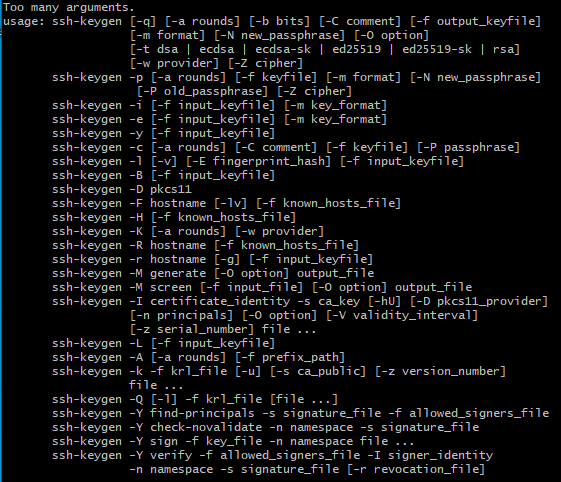 Too many arguments.
usage: ssh-keygen [-q] [-a rounds] [-b bits] [-C comment] [-f output_keyfile]
                  [-m format] [-N new_passphrase] [-O option]
                  [-t dsa | ecdsa | ecdsa-sk | ed25519 | ed25519-sk | rsa]
                  [-w provider] [-Z cipher]
       ssh-keygen -p [-a rounds] [-f keyfile] [-m format] [-N new_passphrase]
                   [-P old_passphrase] [-Z cipher]
       ssh-keygen -i [-f input_keyfile] [-m key_format]
       ssh-keygen -e [-f input_keyfile] [-m key_format]
       ssh-keygen -y [-f input_keyfile]
       ssh-keygen -c [-a rounds] [-C comment] [-f keyfile] [-P passphrase]
       ssh-keygen -l [-v] [-E fingerprint_hash] [-f input_keyfile]
       ssh-keygen -B [-f input_keyfile]
       ssh-keygen -D pkcs11
       ssh-keygen -F hostname [-lv] [-f known_hosts_file]
       ssh-keygen -H [-f known_hosts_file]
       ssh-keygen -K [-a rounds] [-w provider]
       ssh-keygen -R hostname [-f known_hosts_file]
       ssh-keygen -r hostname [-g] [-f input_keyfile]
       ssh-keygen -M generate [-O option] output_file
       ssh-keygen -M screen [-f input_file] [-O option] output_file
       ssh-keygen -I certificate_identity -s ca_key [-hU] [-D pkcs11_provider]
                  [-n principals] [-O option] [-V validity_interval]
                  [-z serial_number] file ...
       ssh-keygen -L [-f input_keyfile]
       ssh-keygen -A [-a rounds] [-f prefix_path]
       ssh-keygen -k -f krl_file [-u] [-s ca_public] [-z version_number]
                  file ...
       ssh-keygen -Q [-l] -f krl_file [file ...]
       ssh-keygen -Y find-principals -s signature_file -f allowed_signers_file
       ssh-keygen -Y check-novalidate -n namespace -s signature_file
       ssh-keygen -Y sign -f key_file -n namespace file ...
       ssh-keygen -Y verify -f allowed_signers_file -I signer_identity
                  -n namespace -s signature_file [-r revocation_file]